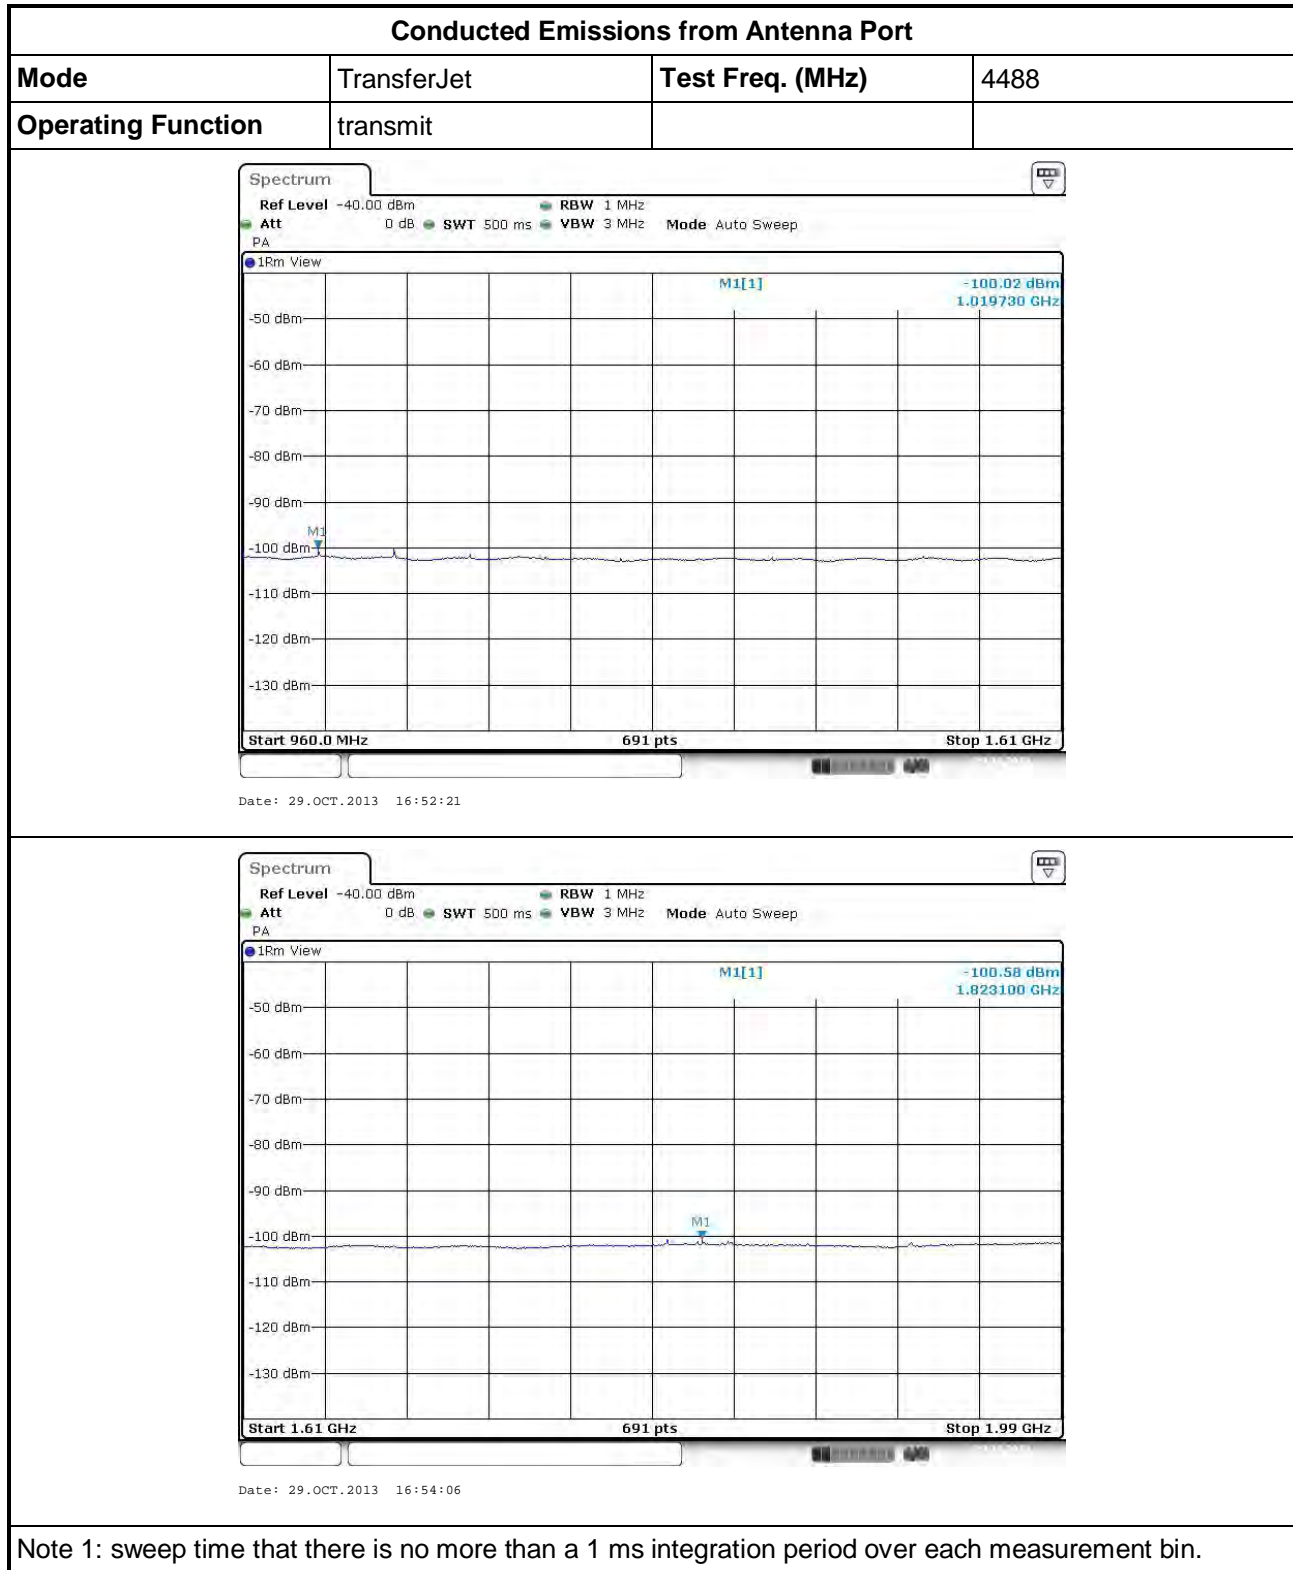 Conducted Emissions from Antenna Port
Mode TransferJet Test Freq. (MHz) 4488
Operating Function transmit
Spectrum
Ref Level -40.00 dBm RBW 1 MHz
Att 0 dB SWT 500 ms VBW 3 MHz Mode Auto Sweep
PA
1Rm View
M1[1] -100.02 dBm
1.019730 GHz
-50 dBm
-60 dBm
-70 dBm
-80 dBm
-90 dBm
M1
-100 dBm
-110 dBm
-120 dBm
-130 dBm
Start 960.0 MHz 691 pts Stop 1.61 GHz
Date: 29.OCT.2013 16:52:21
Spectrum
Ref Level -40.00 dBm RBW 1 MHz
Att 0 dB SWT 500 ms VBW 3 MHz Mode Auto Sweep
PA
1Rm View
M1[1] -100.58 dBm
1.823100 GHz
-50 dBm
-60 dBm
-70 dBm
-80 dBm
-90 dBm
M1
-100 dBm
-110 dBm
-120 dBm
-130 dBm
Start 1.61 GHz 691 pts Stop 1.99 GHz
Date: 29.OCT.2013 16:54:06
Note 1: sweep time that there is no more than a 1 ms integration period over each measurement bin.